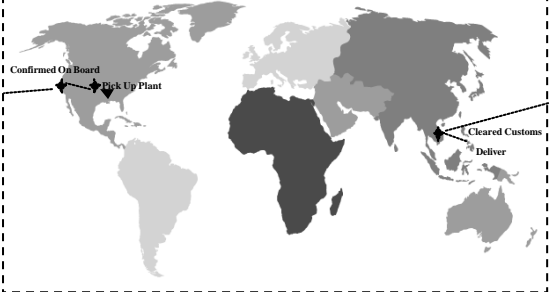 Confirmed On Board
Pick Up Plant
Cleared Customs
Deliver